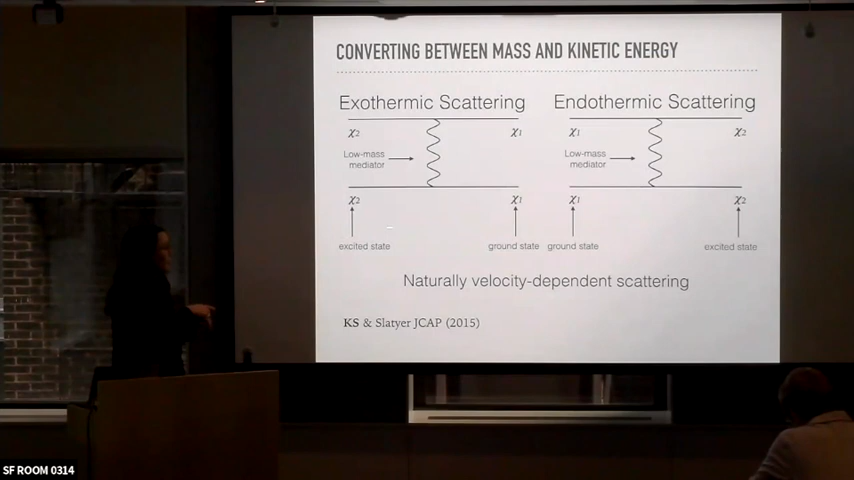 CONVERTING BETWEEN MASS AND KINETIC ENERGY
Exothermic Scattering
χ2
χ1
Low-mass
mediator
χ2
χ1
excited state
ground state
Endothermic Scattering
χ1
χ2
Low-mass
mediator
χ1
χ2
ground state
excited state
Naturally velocity-dependent scattering
KS & Slatyer JCAP (2015)
SF ROOM 0314